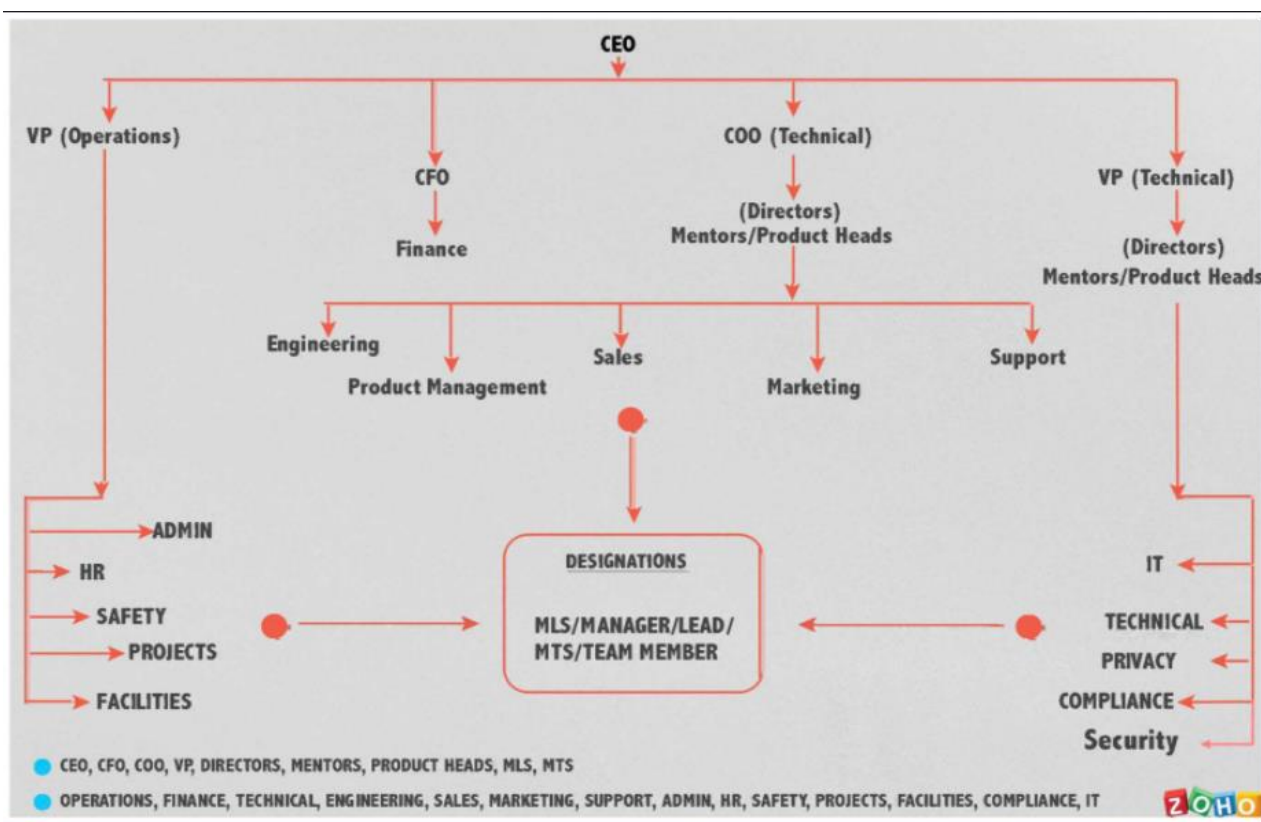 CEO
VP (Operations)
CFO
Finance
COO (Technical)
(Directors)
Mentors/Product Heads
VP (Technical)
(Directors)
Mentors/Product Heads
Engineering
Product Management
Sales
Marketing
Support
ADMIN
HR
SAFETY
PROJECTS
FACILITIES
DESIGNATIONS
MLS/MANAGER/LEAD/
MTS/TEAM MEMBER
IT
TECHNICAL
PRIVACY
COMPLIANCE
Security
CEO, CFO, COO, VP, DIRECTORS, MENTORS, PRODUCT HEADS, MLS, MTS
OPERATIONS, FINANCE, TECHNICAL, ENGINEERING, SALES, MARKETING, SUPPORT, ADMIN, HR, SAFETY, PROJECTS, FACILITIES, COMPLIANCE, IT
ZOHO